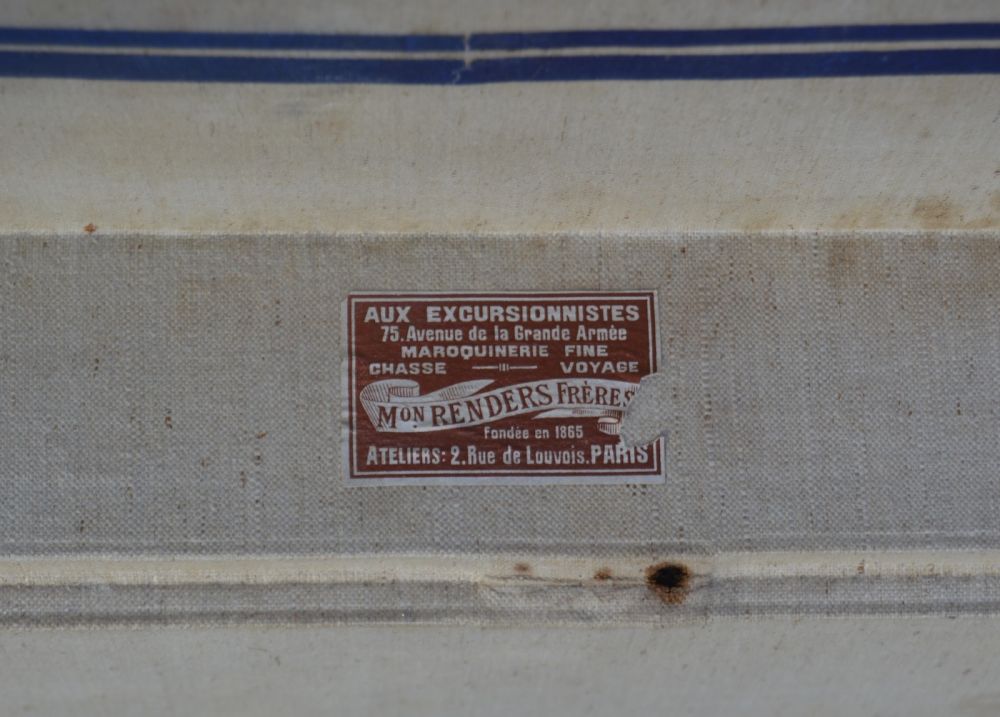 AUX EXCURSIONNISTES
75. Avenue de la Grande Armée
MAROQUINERIE FINE
CHASSE VOYAGE
MON RENDERS FRÈRES
Fondée en 1865
ATELIERS: 2. Rue de Louvois. PARIS